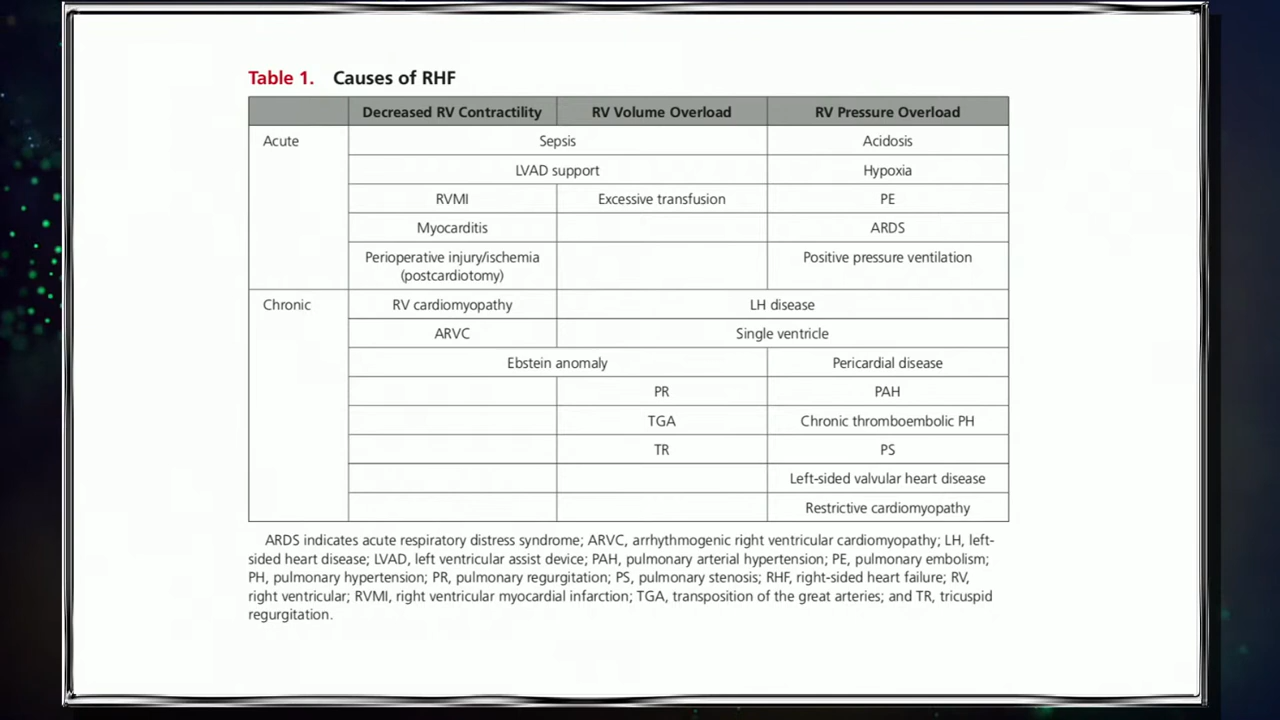 Table 1. Causes of RHF
Decreased RV Contractility RV Volume Overload RV Pressure Overload
Acute Sepsis Acidosis
LVAD support Hypoxia
RVMI Excessive transfusion PE
Myocarditis ARDS
Perioperative injury/ischemia Positive pressure ventilation
(postcardiotomy)
Chronic RV cardiomyopathy LH disease
ARVC Single ventricle
Ebstein anomaly Pericardial disease
PR PAH
TGA Chronic thromboembolic PH
TR PS
Left-sided valvular heart disease
Restrictive cardiomyopathy
ARDS indicates acute respiratory distress syndrome; ARVC, arrhythmogenic right ventricular cardiomyopathy; LH, left-
sided heart disease; LVAD, left ventricular assist device; PAH, pulmonary arterial hypertension; PE, pulmonary embolism;
PH, pulmonary hypertension; PR, pulmonary regurgitation; PS, pulmonary stenosis; RHF, right-sided heart failure; RV,
right ventricular; RVMI, right ventricular myocardial infarction; TGA, transposition of the great arteries; and TR, tricuspid
regurgitation.